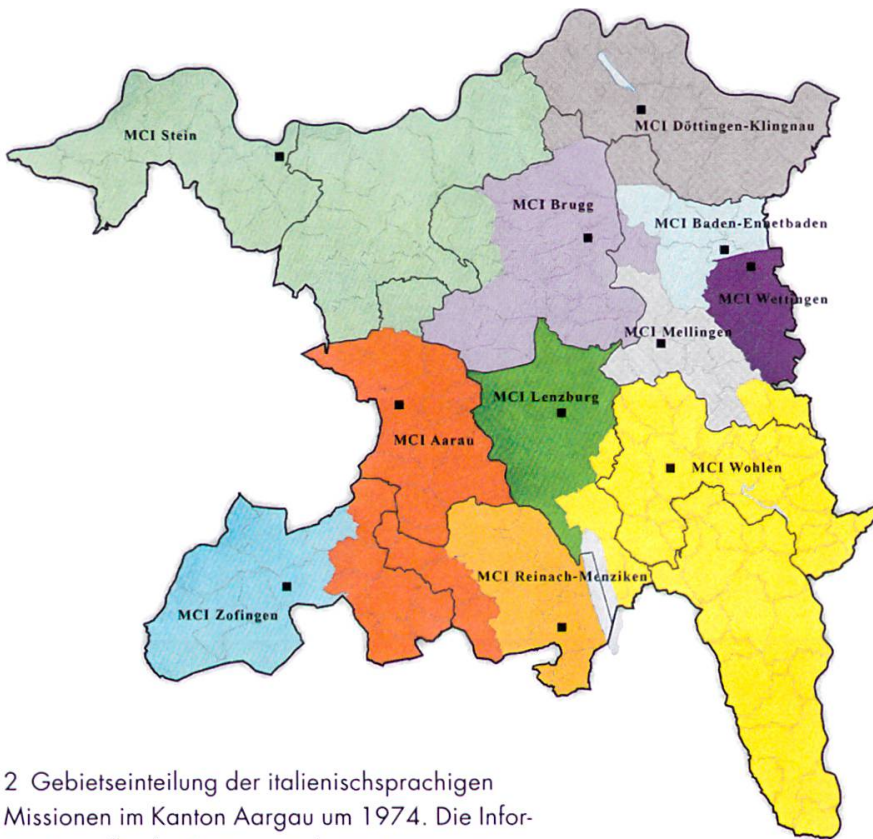 MCI Stein
MCI Döttingen-Klingnau
MCI Brugg
MCI Baden-Ennetbaden
MCI Wettingen
MCI Mellingen
MCI Lenzburg
MCI Aarau
MCI Wohlen
MCI Reinach-Menziken
MCI Zofingen
2 Gebietseinteilung der italienischsprachigen
Missionen im Kanton Aargau um 1974. Die Infor-